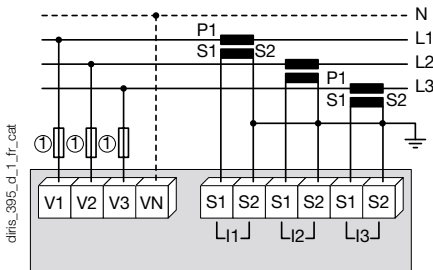 N
P1 L1
S1 S2
L2
P1
L3
S1 S2
① ① ①
V1 V2 V3 VN S1 S2 S1 S2 S1 S2
I1 I2 I3
diris_395_d_1_fr_cat